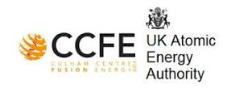 CCFE
CULHAM CENTRE
FUSION ENERGY
UK Atomic
Energy
Authority